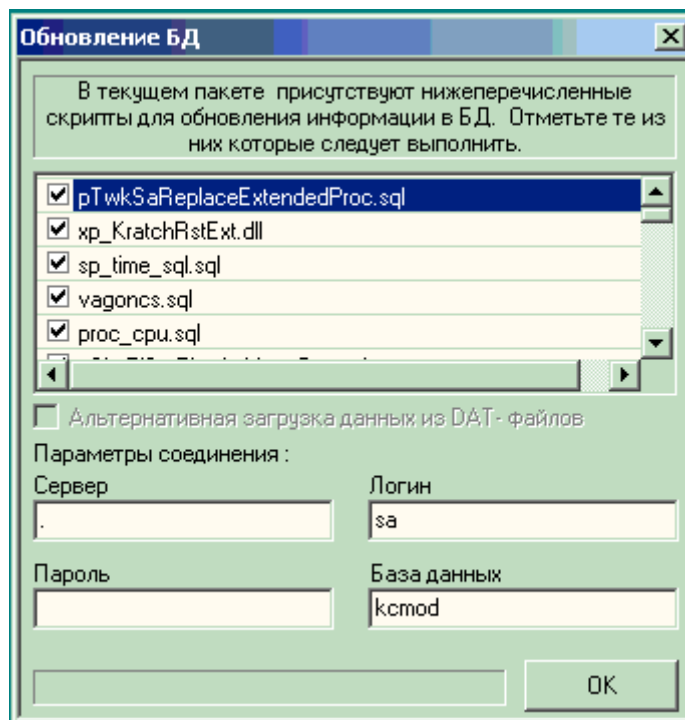 Обновление БД
В текущем пакете присутствуют нижеперечисленные
скрипты для обновления информации в БД. Отметьте те из
них которые следует выполнить.
pTwkSaReplaceExtendedProc.sql
xp_KratchRstExt.dll
sp_time_sql.sql
vagoncs.sql
proc_cpu.sql
Альтернативная загрузка данных из DAT- файлов
Параметры соединения :
Сервер Логин
. sa
Пароль База данных
kcmod
OK